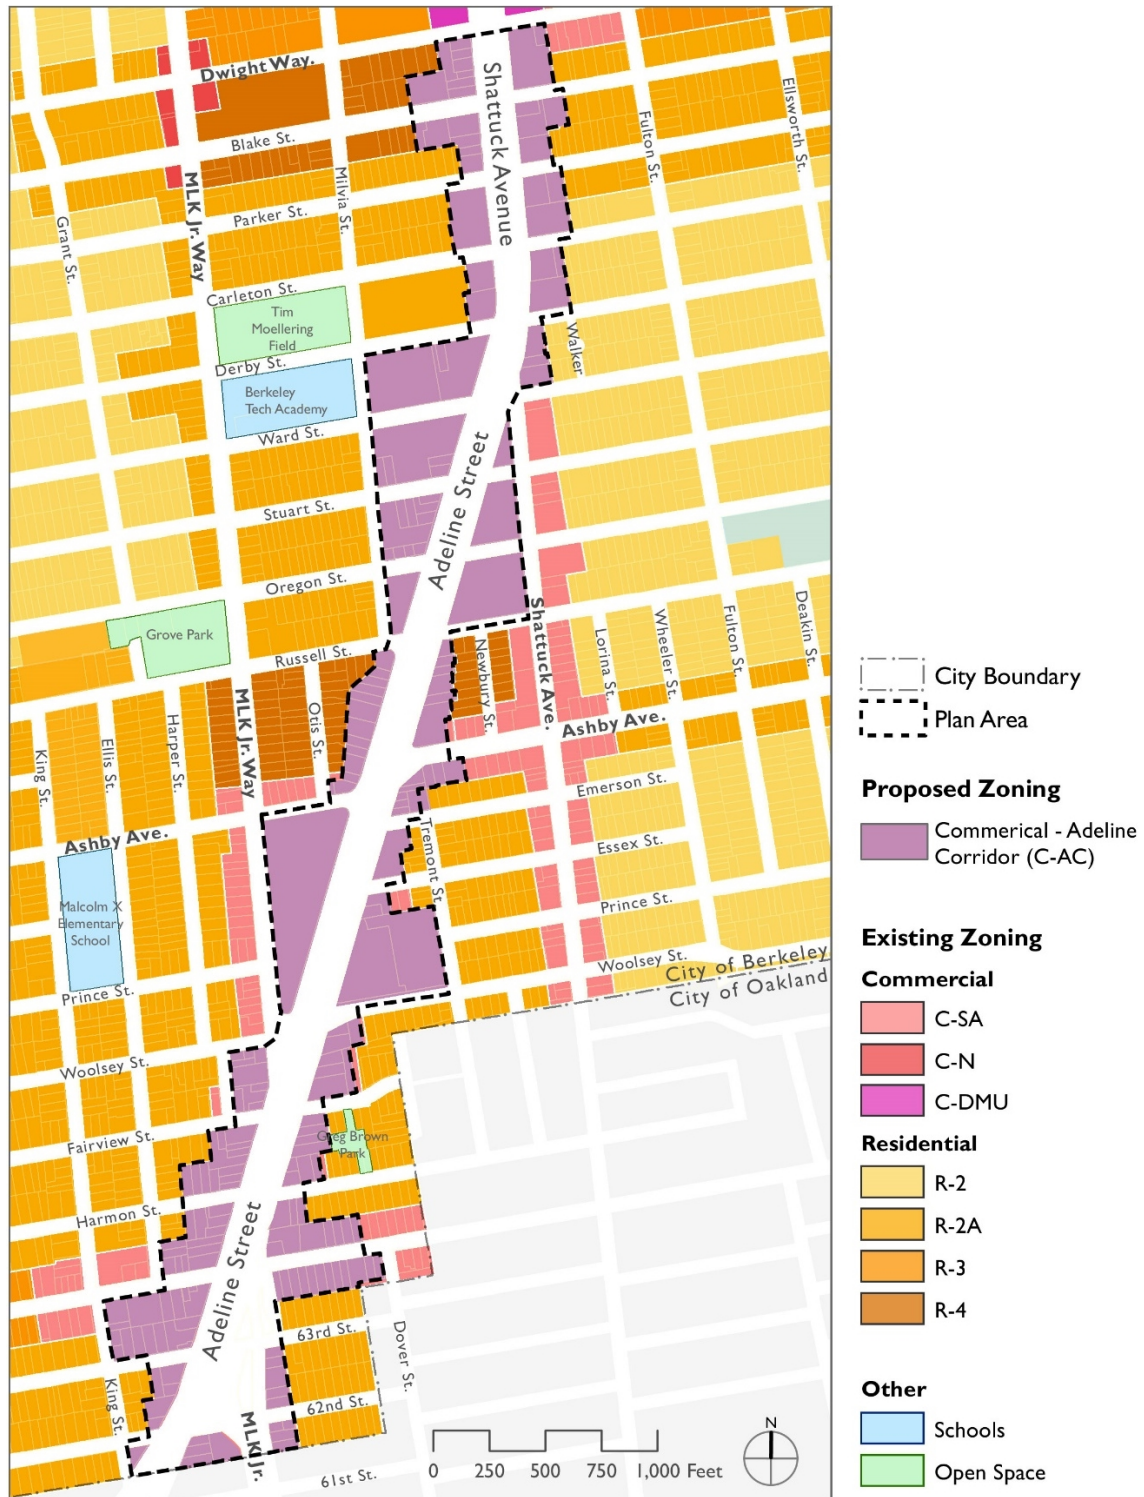 Dwight Way.
Shattuck Avenue
Ellsworth St.
Fulton St.
Blake St.
Milvia St.
MLK Jr. Way
Parker St.
Grant St.
Carleton St.
Tim
Moellering
Field
Walker
Derby St.
Berkeley
Tech Academy
Ward St.
Adeline Street
Stuart St.
Oregon St.
Shattuck Ave.
Deakin St.
Fulton St.
Wheeler St.
Lorina St.
Grove Park
Newbury St.
Russell St.
MLK Jr. Way
Otis St.
Harper St.
Ellis St.
King St.
Ashby Ave.
Emerson St.
Tremont St.
Ashby Ave.
Essex St.
Malcolm X
Elementary
School
Prince St.
Woolsey St.
City of Berkeley
City of Oakland
Prince St.
Woolsey St.
Fairview St.
Greg Brown
Park
Harmon St.
Adeline Street
63rd St.
Dover St.
King St.
62nd St.
MLK Jr.
61st St.
0 250 500 750 1,000 Feet
N
City Boundary
Plan Area
Proposed Zoning
Commerical - Adeline
Corridor (C-AC)
Existing Zoning
Commercial
C-SA
C-N
C-DMU
Residential
R-2
R-2A
R-3
R-4
Other
Schools
Open Space